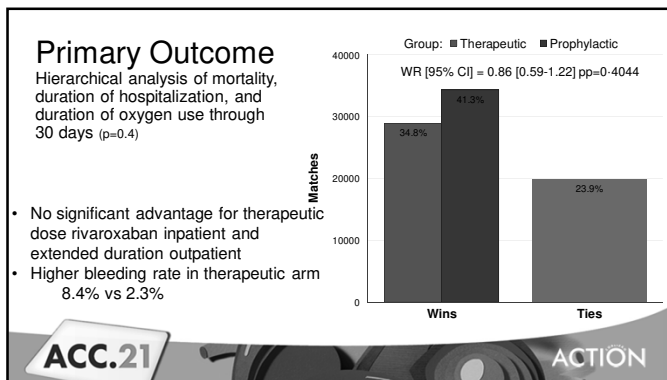 Primary Outcome
Hierarchical analysis of mortality,
duration of hospitalization, and
duration of oxygen use through
30 days (p=0.4)
• No significant advantage for therapeutic
dose rivaroxaban inpatient and
extended duration outpatient
• Higher bleeding rate in therapeutic arm
8.4% vs 2.3%
Group: Therapeutic Prophylactic
WR [95% CI] = 0.86 [0.59-1.22] pp=0·4044
Matches
40000
30000
20000
10000
0
34.8%
41.3%
23.9%
Wins
Ties
ACC.21
ACTION